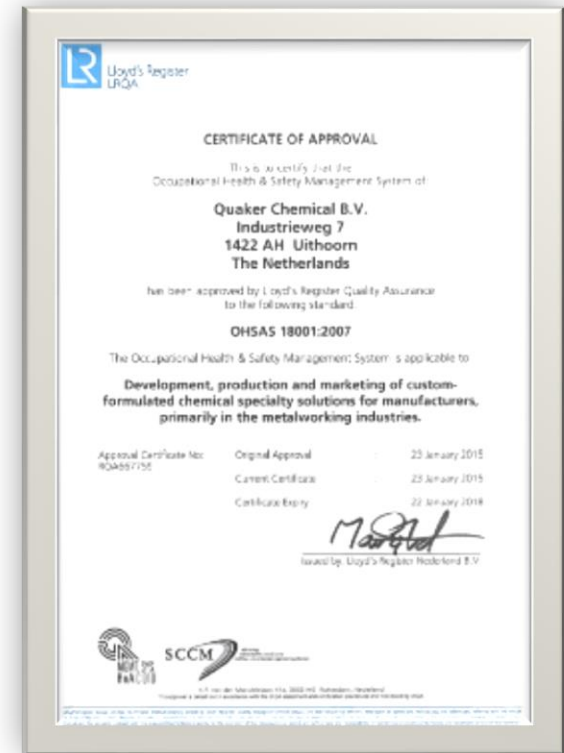 LR
Lloyd's Register
LRQA
CERTIFICATE OF APPROVAL
This is to certify that the
Occupational Health & Safety Management System of:
Quaker Chemical B.V.
Industrieweg 7
1422 AH Uithoorn
The Netherlands
has been approved by Lloyd's Register Quality Assurance
to the following standard:
OHSAS 18001:2007
The Occupational Health & Safety Management System is applicable to:
Development, production and marketing of custom-
formulated chemical specialty solutions for manufacturers,
primarily in the metalworking industries.
Approval Certificate No: Original Approval : 23 January 2015
Current Certificate : 23 January 2015
Certificate Expiry : 22 January 2018
Issued by: Lloyd's Register Nederland B.V.
SCCM